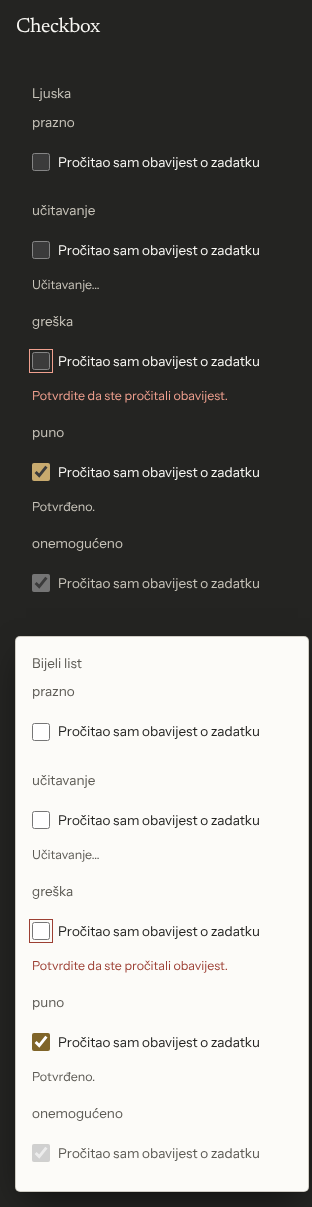 Checkbox
Ljuska
prazno
Pročitao sam obavijest o zadatku
učitavanje
Pročitao sam obavijest o zadatku
Učitavanje…
greška
Pročitao sam obavijest o zadatku
Potvrdite da ste pročitali obavijest.
puno
Pročitao sam obavijest o zadatku
Potvrđeno.
onemogućeno
Pročitao sam obavijest o zadatku
Bijeli list
prazno
Pročitao sam obavijest o zadatku
učitavanje
Pročitao sam obavijest o zadatku
Učitavanje…
greška
Pročitao sam obavijest o zadatku
Potvrdite da ste pročitali obavijest.
puno
Pročitao sam obavijest o zadatku
Potvrđeno.
onemogućeno
Pročitao sam obavijest o zadatku